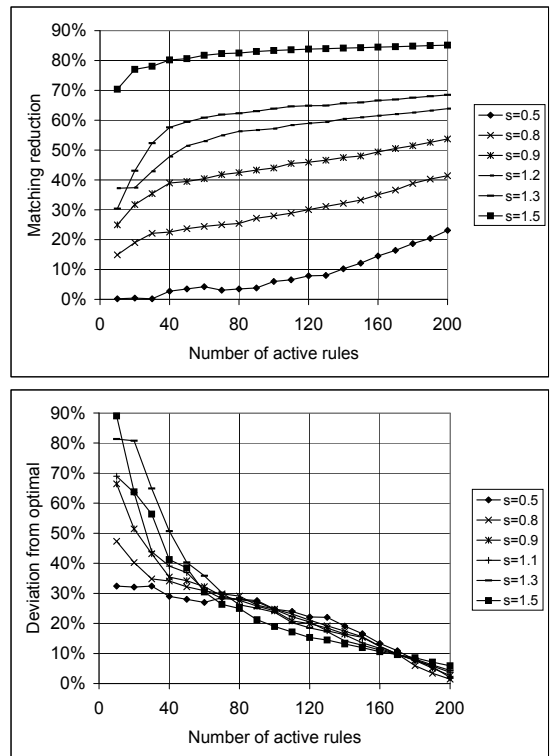 90%
80%
70%
60%
50%
40%
30%
20%
10%
0%
Matching reduction
0 40 80 120 160 200
Number of active rules
s=0.5
s=0.8
s=0.9
s=1.2
s=1.3
s=1.5
90%
80%
70%
60%
50%
40%
30%
20%
10%
0%
Deviation from optimal
0 40 80 120 160 200
Number of active rules
s=0.5
s=0.8
s=0.9
s=1.1
s=1.3
s=1.5